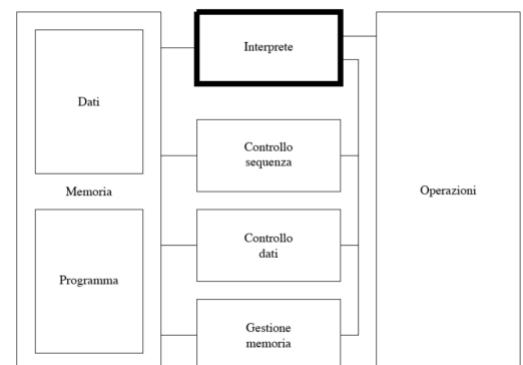 Dati
Memoria
Programma
Interprete
Controllo
sequenza
Controllo
dati
Gestione
memoria
Operazioni